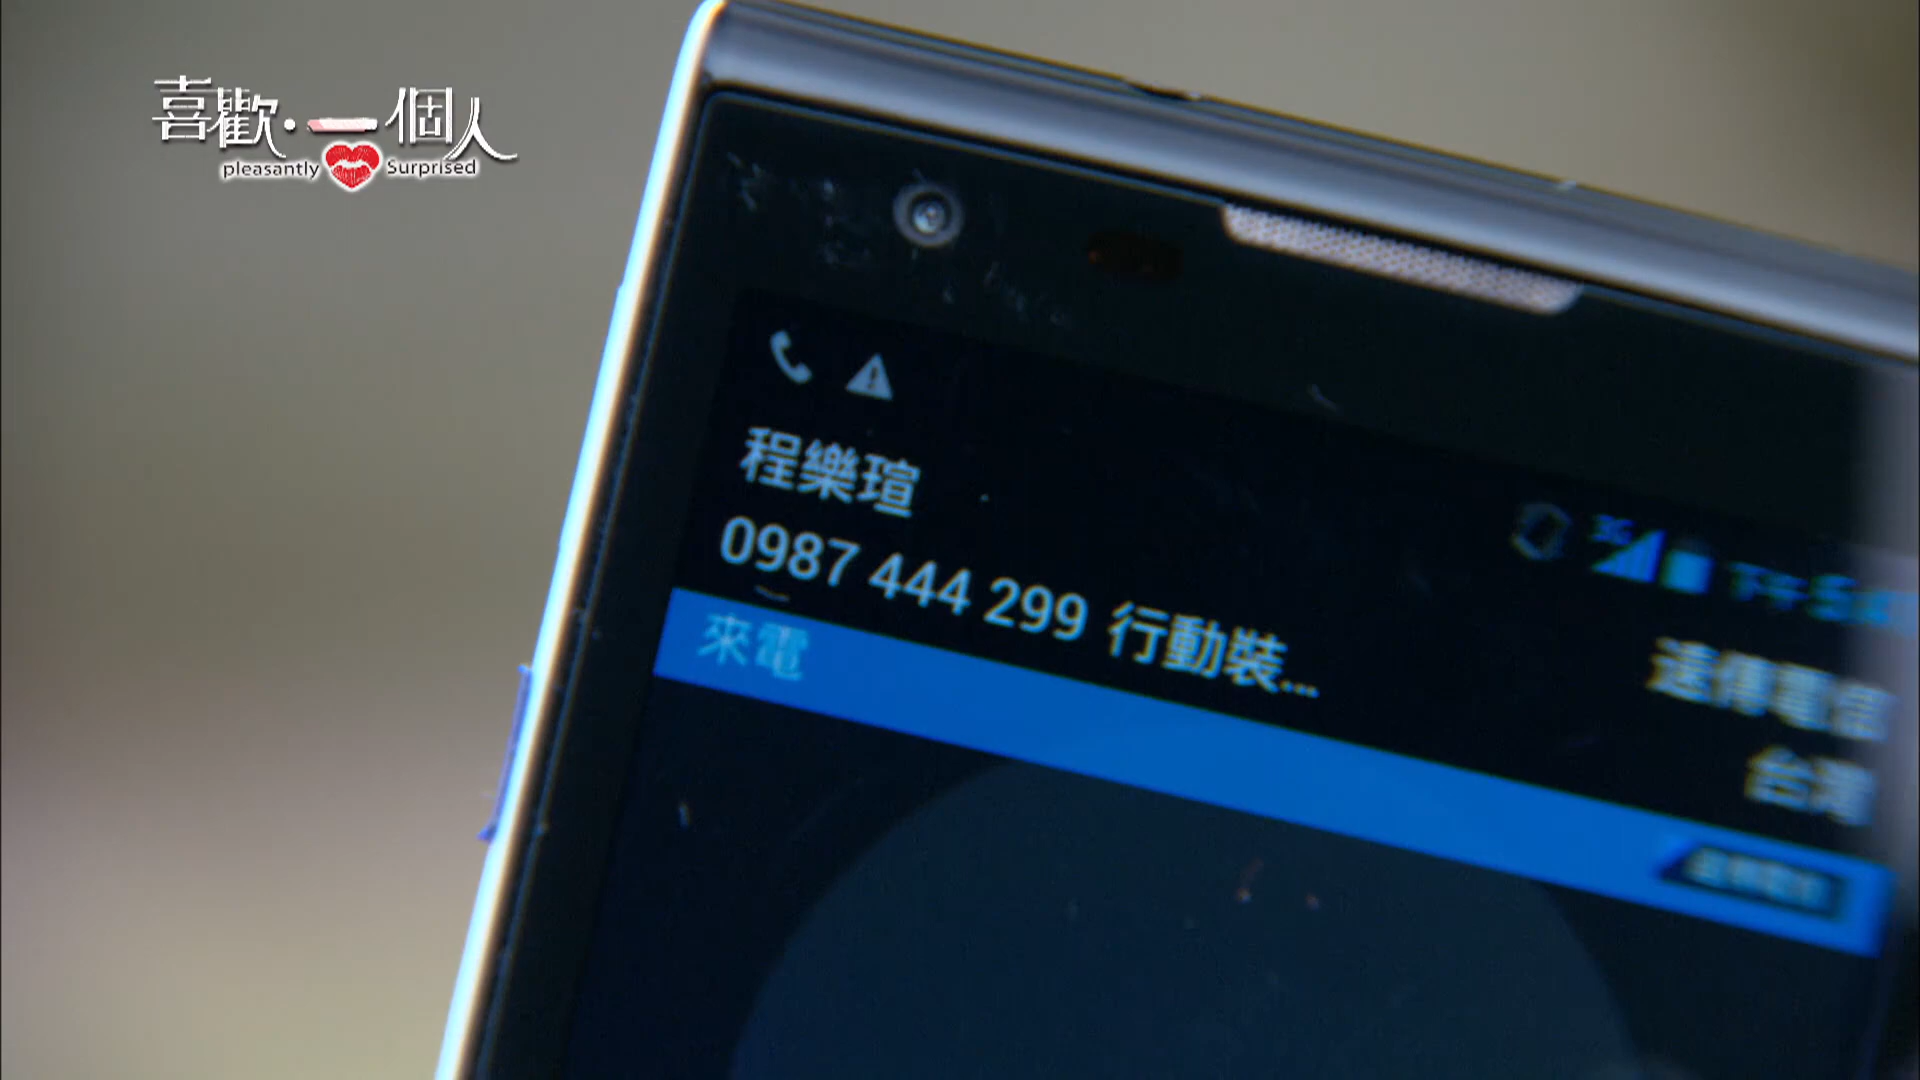 喜歡·一個人
pleasantly Surprised
程樂瑄
3G
0987 444 299 行動裝...
遠傳電信
來電
台灣